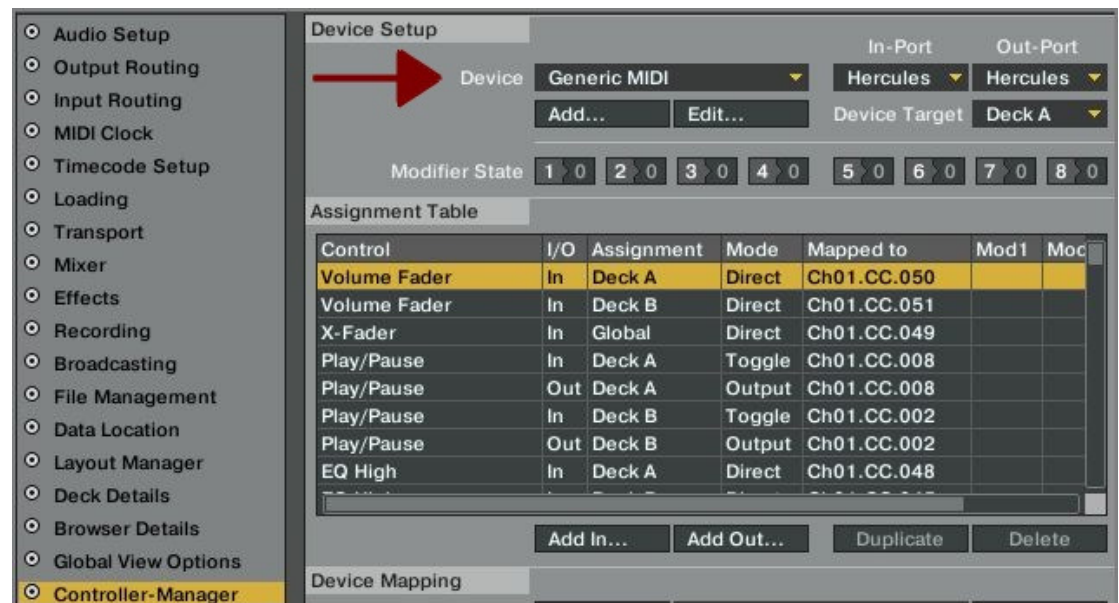 Audio Setup
Output Routing
Input Routing
MIDI Clock
Timecode Setup
Loading
Transport
Mixer
Effects
Recording
Broadcasting
File Management
Data Location
Layout Manager
Deck Details
Browser Details
Global View Options
Controller-Manager
Device Setup
In-Port Out-Port
Device Generic MIDI Hercules Hercules
Add... Edit... Device Target Deck A
Modifier State 1 0 2 0 3 0 4 0 5 0 6 0 7 0 8 0
Assignment Table
Control I/O Assignment Mode Mapped to Mod1 Mod
Volume Fader In Deck A Direct Ch01.CC.050
Volume Fader In Deck B Direct Ch01.CC.051
X-Fader In Global Direct Ch01.CC.049
Play/Pause In Deck A Toggle Ch01.CC.008
Play/Pause Out Deck A Output Ch01.CC.008
Play/Pause In Deck B Toggle Ch01.CC.002
Play/Pause Out Deck B Output Ch01.CC.002
EQ High In Deck A Direct Ch01.CC.048
Add In... Add Out... Duplicate Delete
Device Mapping